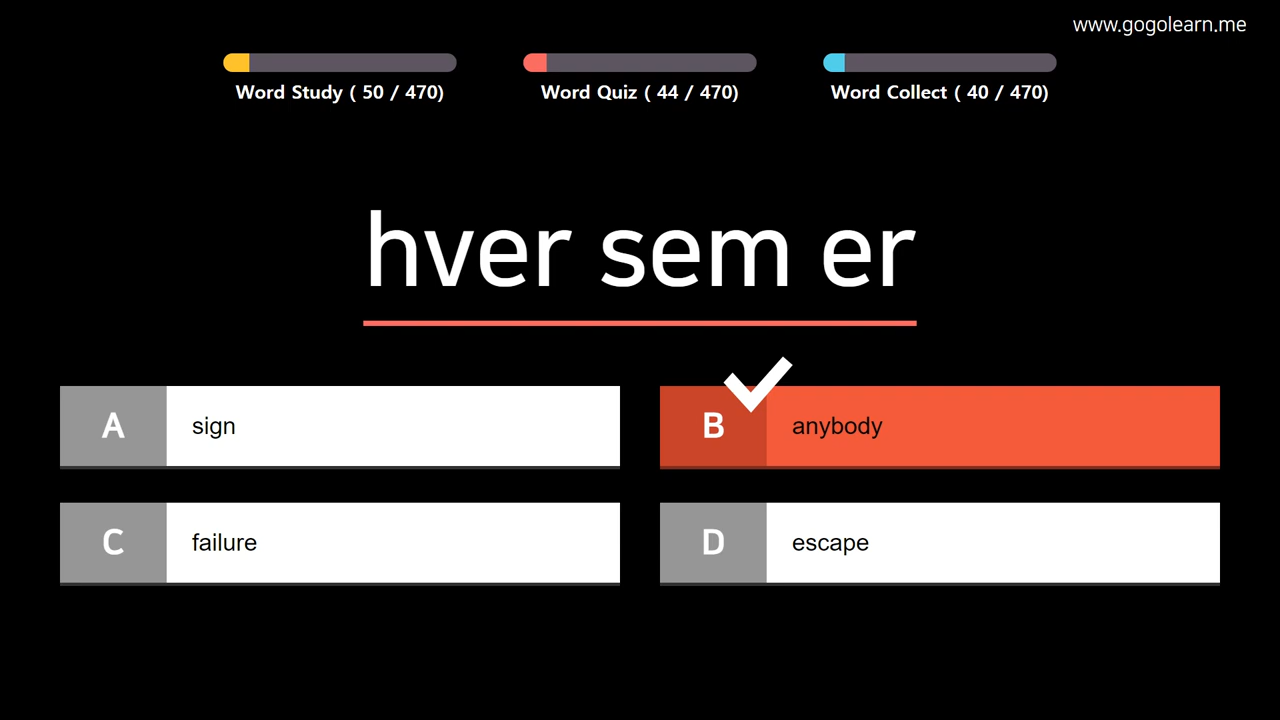 www.gogolearn.me
Word Study ( 50 / 470)
Word Quiz ( 44 / 470)
Word Collect ( 40 / 470)
hver sem er
A sign
B anybody
C failure
D escape